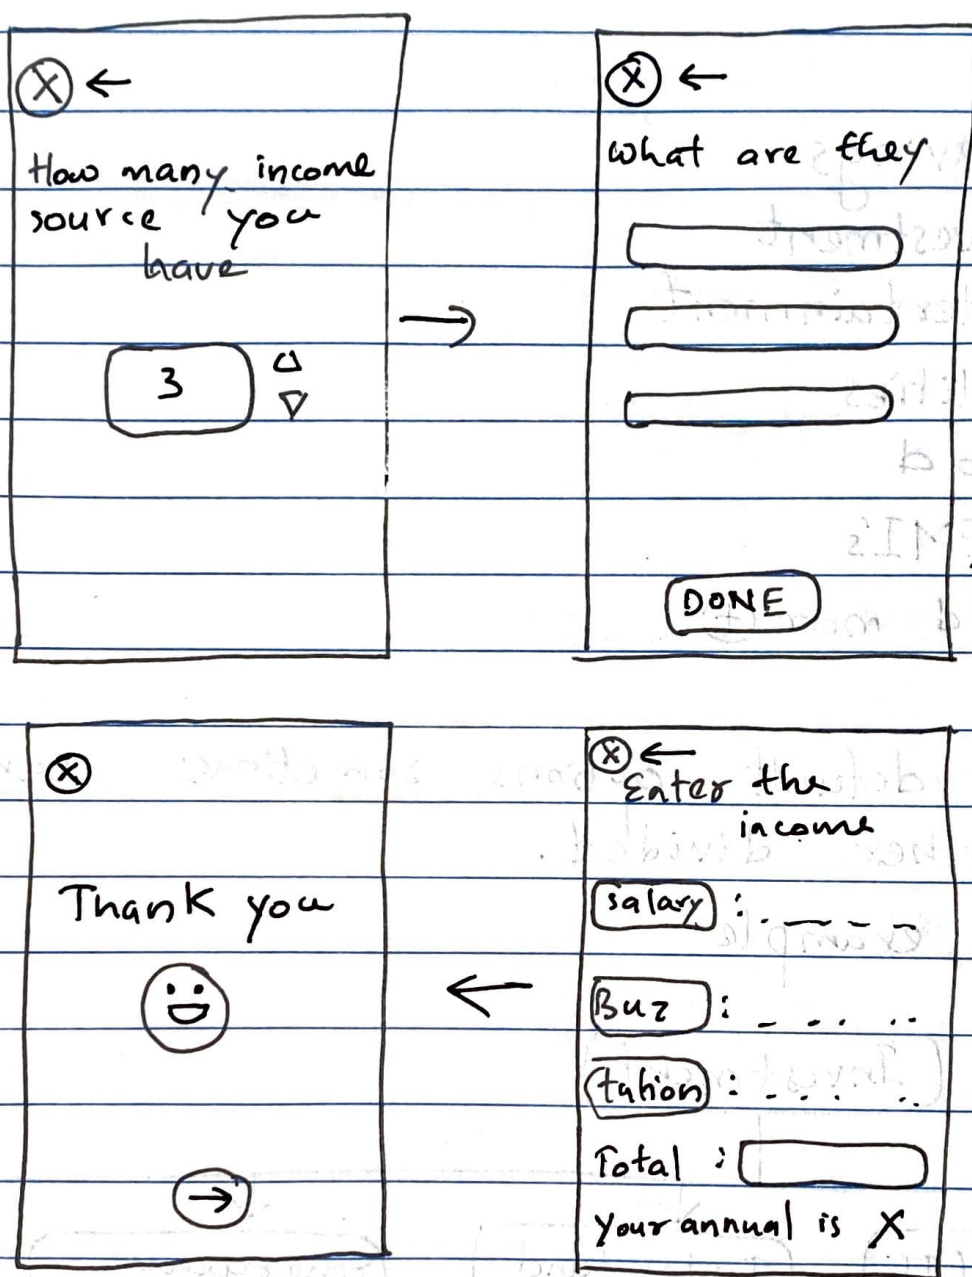 X ←
How many income
source you
have
3
X ←
What are they
DONE
X ←
Enter the
income
salary :
Buz :
tution :
Total :
Your annual is X
X
Thank you
→